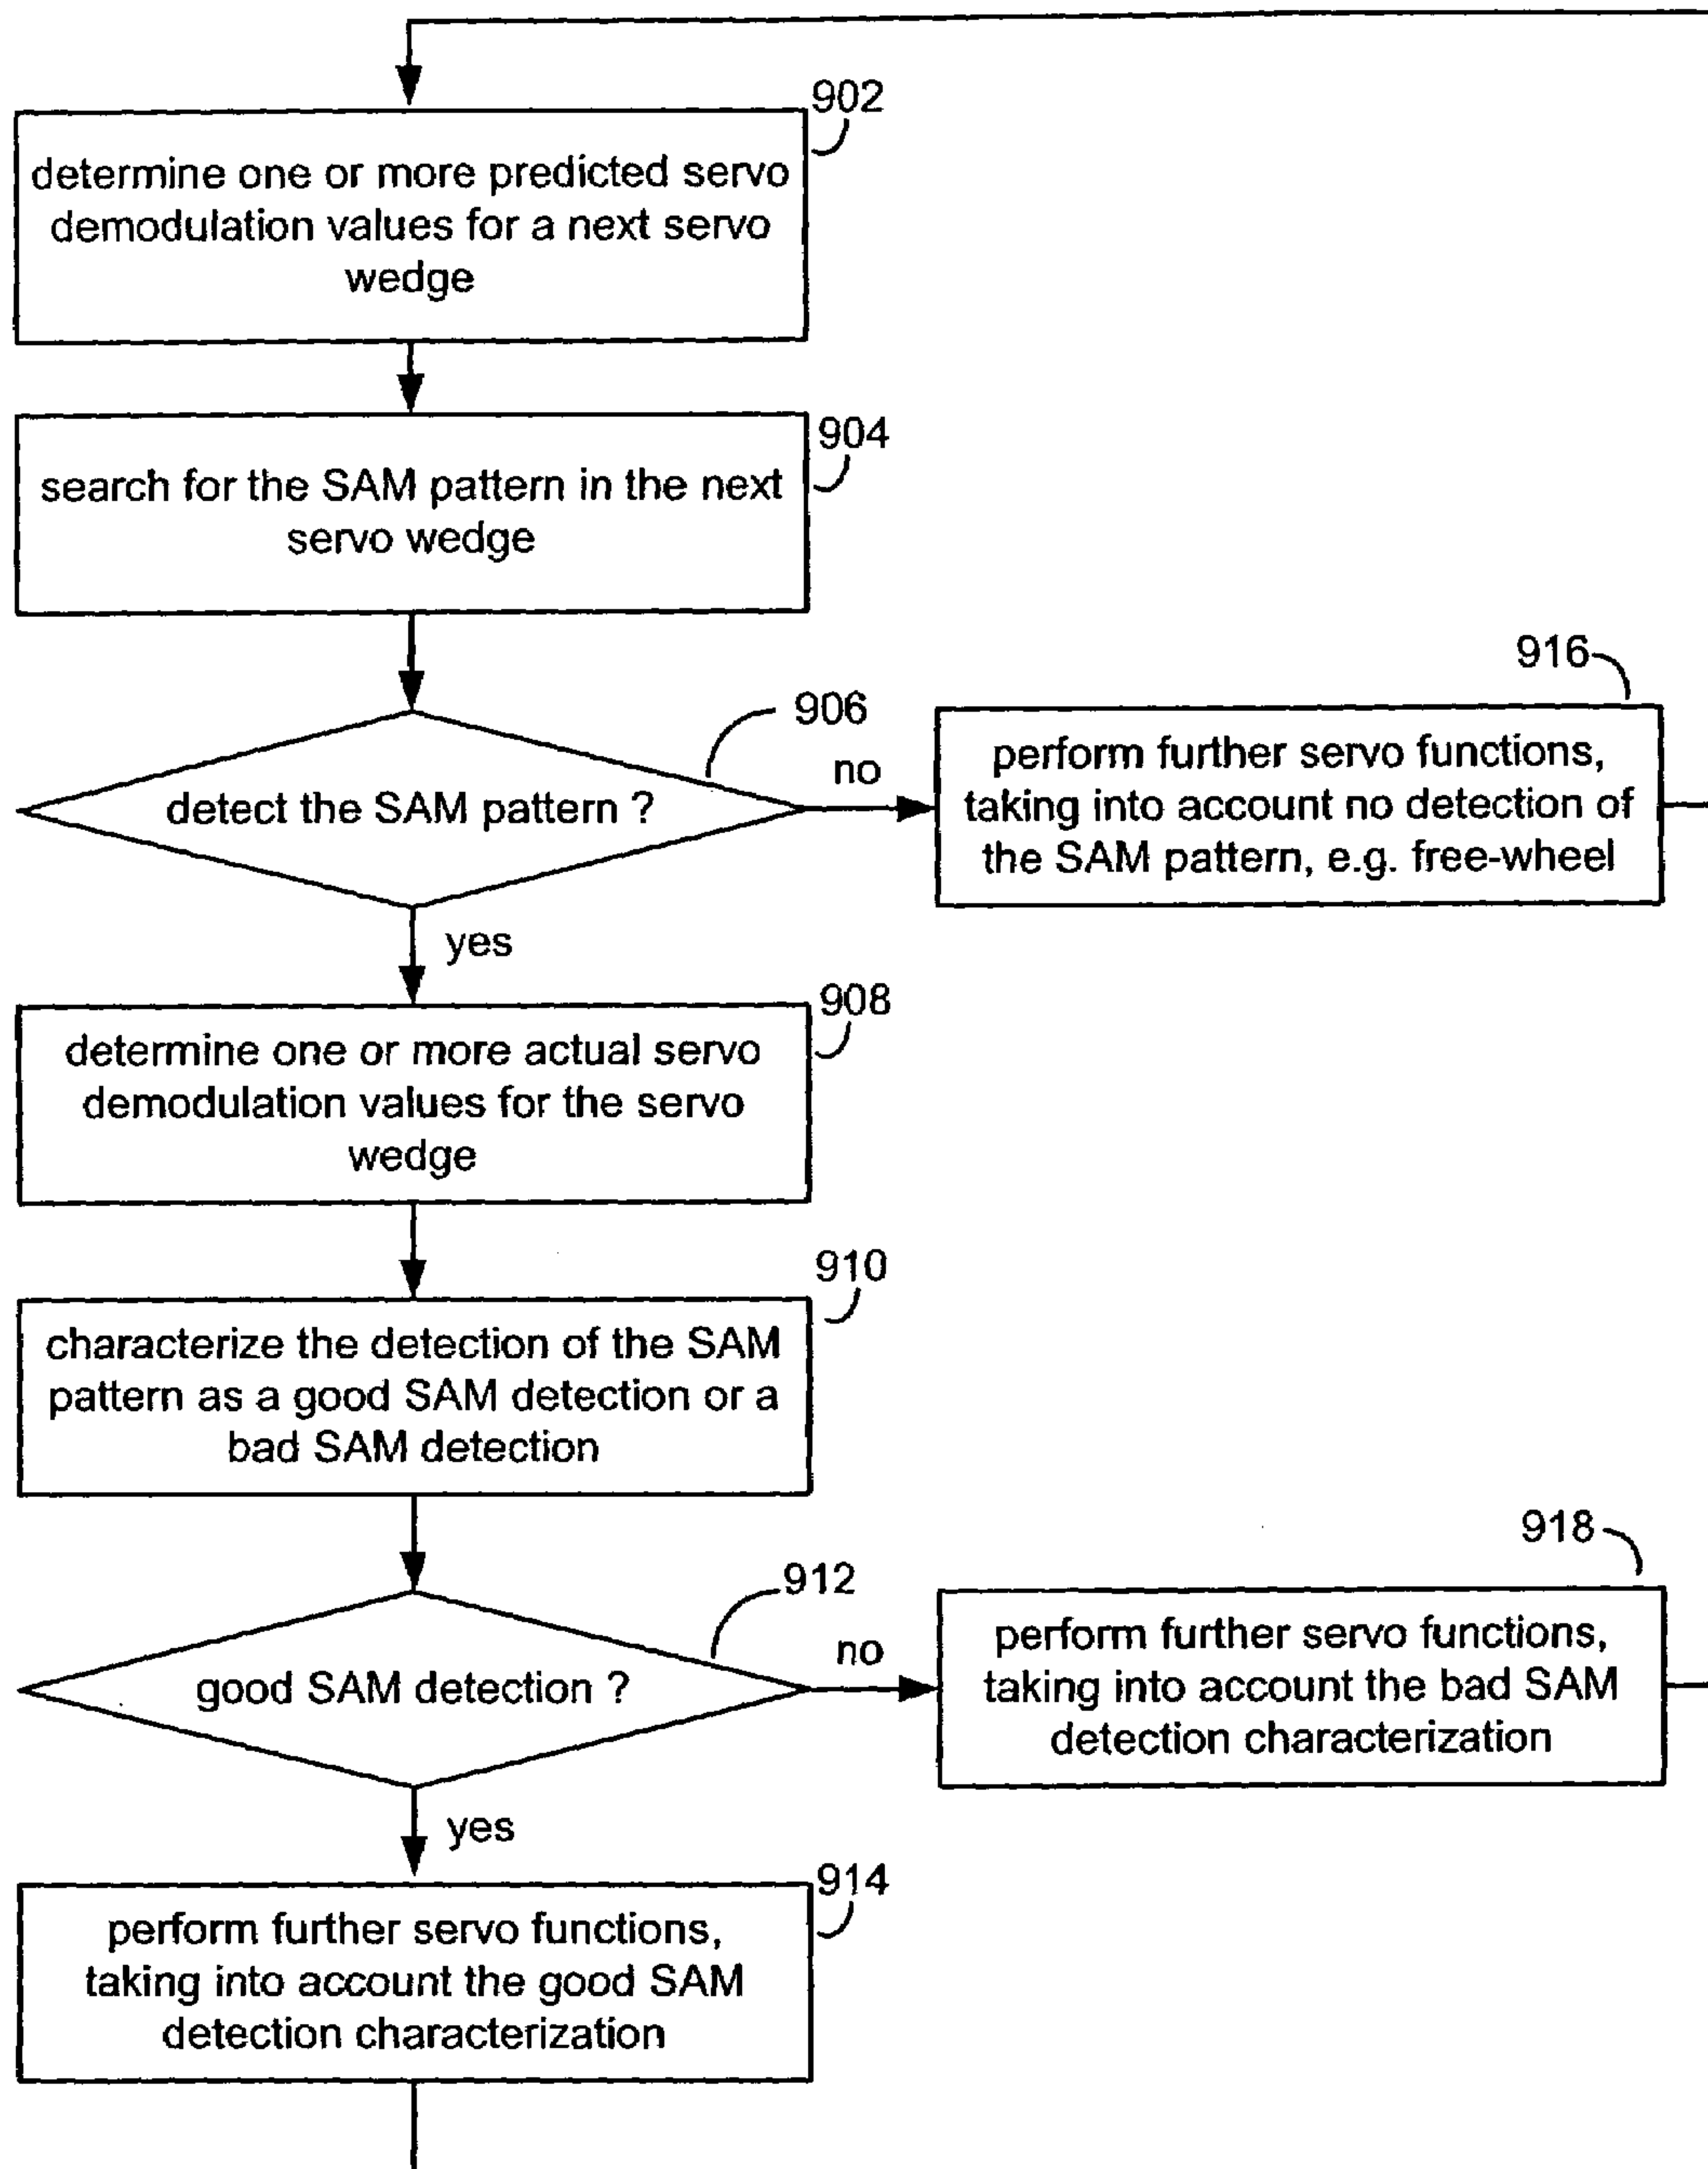 902
determine one or more predicted servo
demodulation values for a next servo
wedge
904
search for the SAM pattern in the next
servo wedge
906
detect the SAM pattern ?
no
916
perform further servo functions,
taking into account no detection of
the SAM pattern, e.g. free-wheel
yes
908
determine one or more actual servo
demodulation values for the servo
wedge
910
characterize the detection of the SAM
pattern as a good SAM detection or a
bad SAM detection
912
good SAM detection ?
no
918
perform further servo functions,
taking into account the bad SAM
detection characterization
yes
914
perform further servo functions,
taking into account the good SAM
detection characterization